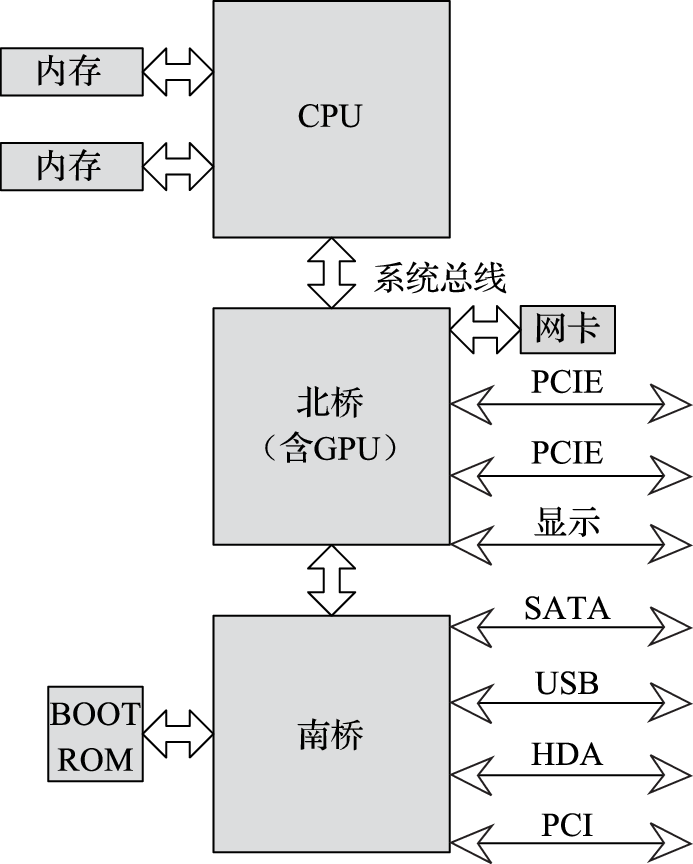 内存
CPU
内存
系统总线
网卡
北桥
（含GPU）
PCIE
PCIE
显示
SATA
USB
BOOT
ROM
南桥
HDA
PCI